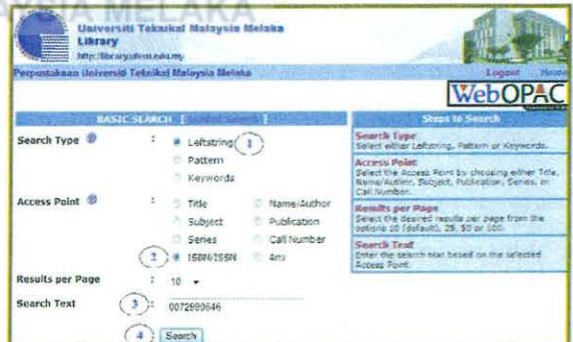 AYSIA MELAKA
Universiti Teknikal Malaysia Melaka
Library
http://library.utem.edu.my
Perpustakaan Universiti Teknikal Malaysia Melaka
Logout Home
WebOPAC
BASIC SEARCH [ ]
Search Type :
Leftstring 1
Pattern
Keywords
Access Point :
Title Name/Author
Subject Publication
Series Call Number
2 ISBN/ISSN Any
Results per Page : 10
Search Text 3 : 0072990646
4 Search
Steps to Search
Search Type
Select either Leftstring, Pattern or Keywords.
Access Point
Select the Access Point by choosing either Title,
Name/Author, Subject, Publication, Series, or
Call Number.
Results per Page
Select the desired results per page from the
options 10 (default), 25, 50 or 100.
Search Text
Enter the search text based on the selected
Access Point.